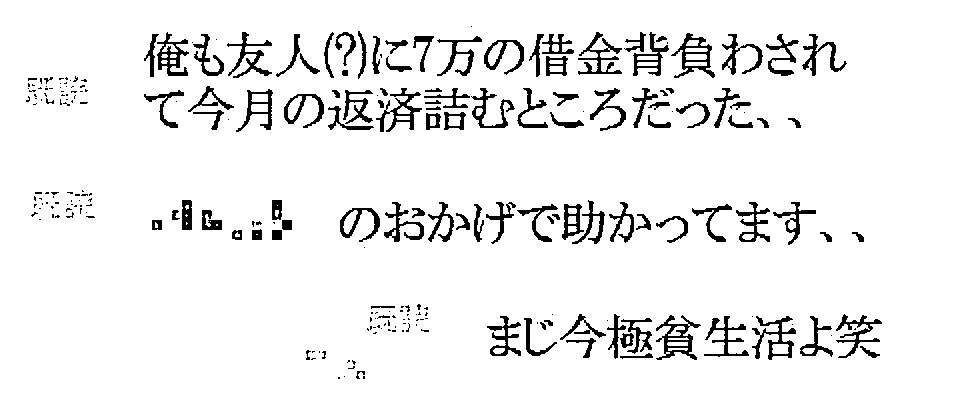 俺も友人(?)に7万の借金背負わされ
既読
て今月の返済詰むところだった、、
既読
のおかげで助かってます、、
既読
まじ今極貧生活よ笑